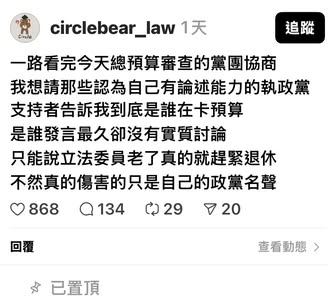 circlebear_law 1天
追蹤
一路看完今天總預算審查的黨團協商
我想請那些認為自己有論述能力的執政黨
支持者告訴我到底是誰在卡預算
是誰發言最久卻沒有實質討論
只能說立法委員老了真的就趕緊退休
不然真的傷害的只是自己的政黨名聲
868 134 29 20
回覆
查看動態
已置頂